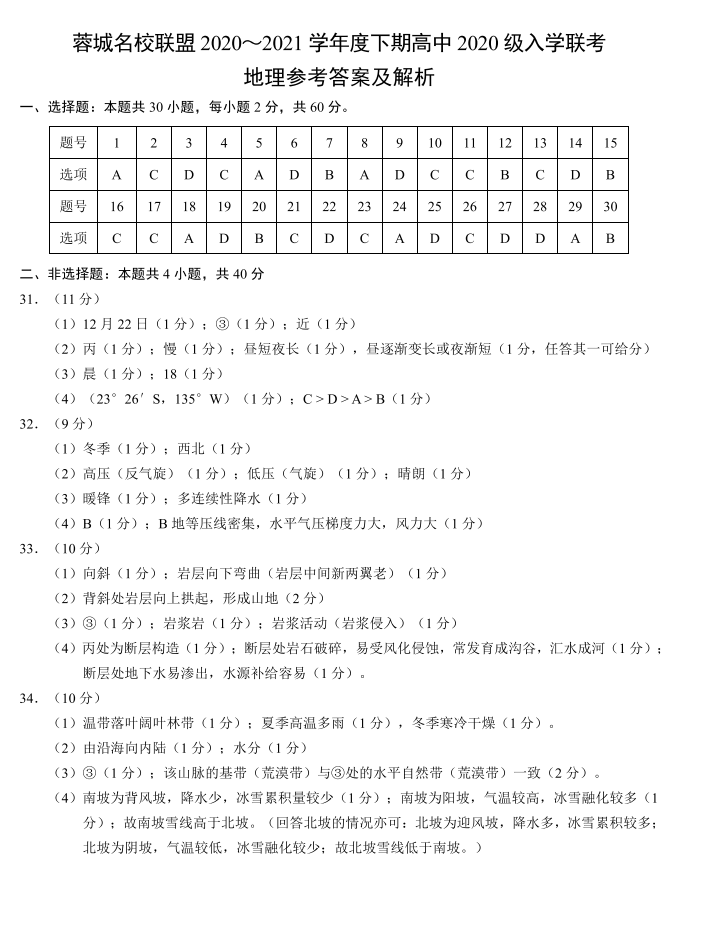 蓉城名校联盟 2020～2021 学年度下期高中 2020 级入学联考
地理参考答案及解析
一、选择题：本题共 30 小题，每小题 2 分，共 60 分。
题号 1 2 3 4 5 6 7 8 9 10 11 12 13 14 15
选项 A C D C A D B A D C C B C D B
题号 16 17 18 19 20 21 22 23 24 25 26 27 28 29 30
选项 C C A D B C D C A D C D D A B
二、非选择题：本题共 4 小题，共 40 分
31．（11 分）
（1）12 月 22 日（1 分）；③（1 分）；近（1 分）
（2）丙（1 分）；慢（1 分）；昼短夜长（1 分），昼逐渐变长或夜渐短（1 分，任答其一可给分）
（3）晨（1 分）；18（1 分）
（4）（23°26′S，135°W）（1 分）；C > D > A > B（1 分）
32．（9 分）
（1）冬季（1 分）；西北（1 分）
（2）高压（反气旋）（1 分）；低压（气旋）（1 分）；晴朗（1 分）
（3）暖锋（1 分）；多连续性降水（1 分）
（4）B（1 分）；B 地等压线密集，水平气压梯度力大，风力大（1 分）
33．（10 分）
（1）向斜（1 分）；岩层向下弯曲（岩层中间新两翼老）（1 分）
（2）背斜处岩层向上拱起，形成山地（2 分）
（3）③（1 分）；岩浆岩（1 分）；岩浆活动（岩浆侵入）（1 分）
（4）丙处为断层构造（1 分）；断层处岩石破碎，易受风化侵蚀，常发育成沟谷，汇水成河（1 分）；
断层处地下水易渗出，水源补给容易（1 分）。
34．（10 分）
（1）温带落叶阔叶林带（1 分）；夏季高温多雨（1 分），冬季寒冷干燥（1 分）。
（2）由沿海向内陆（1 分）；水分（1 分）
（3）③（1 分）；该山脉的基带（荒漠带）与③处的水平自然带（荒漠带）一致（2 分）。
（4）南坡为背风坡，降水少，冰雪累积量较少（1 分）；南坡为阳坡，气温较高，冰雪融化较多（1
分）；故南坡雪线高于北坡。（回答北坡的情况亦可：北坡为迎风坡，降水多，冰雪累积较多；
北坡为阴坡，气温较低，冰雪融化较少；故北坡雪线低于南坡。）